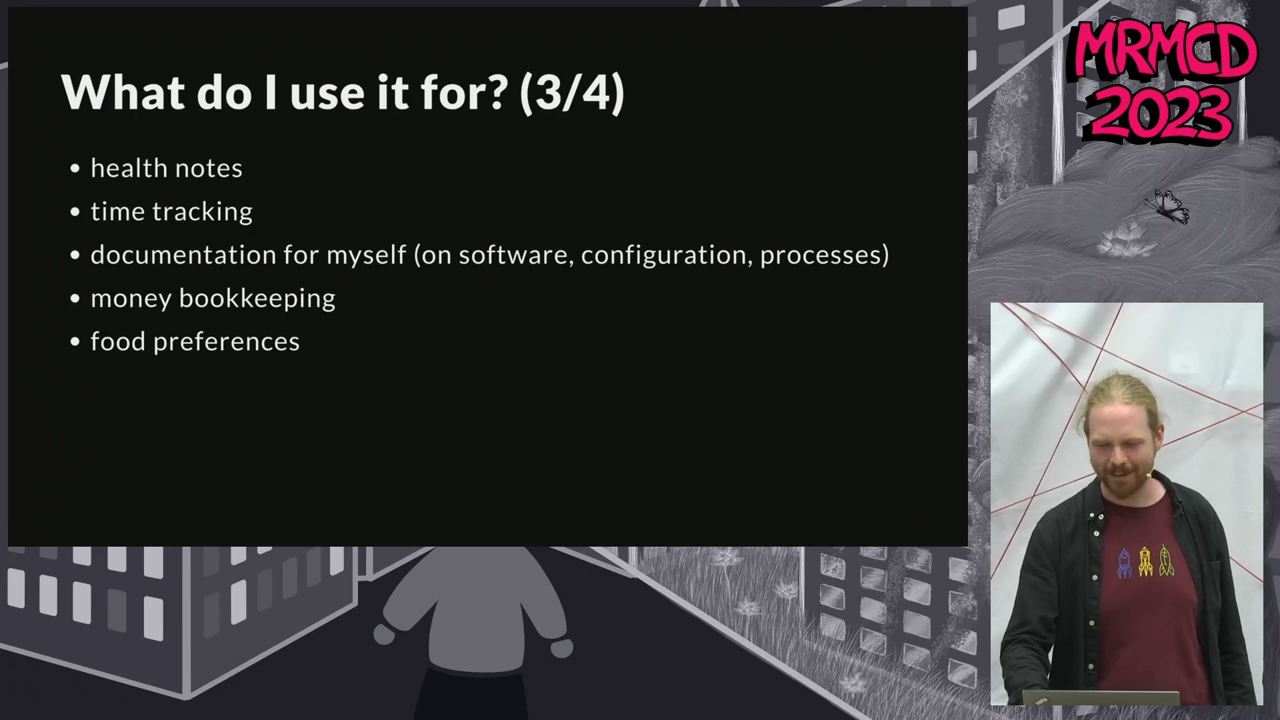 What do I use it for? (3/4)
• health notes
• time tracking
• documentation for myself (on software, configuration, processes)
• money bookkeeping
• food preferences
MRMCD
2023